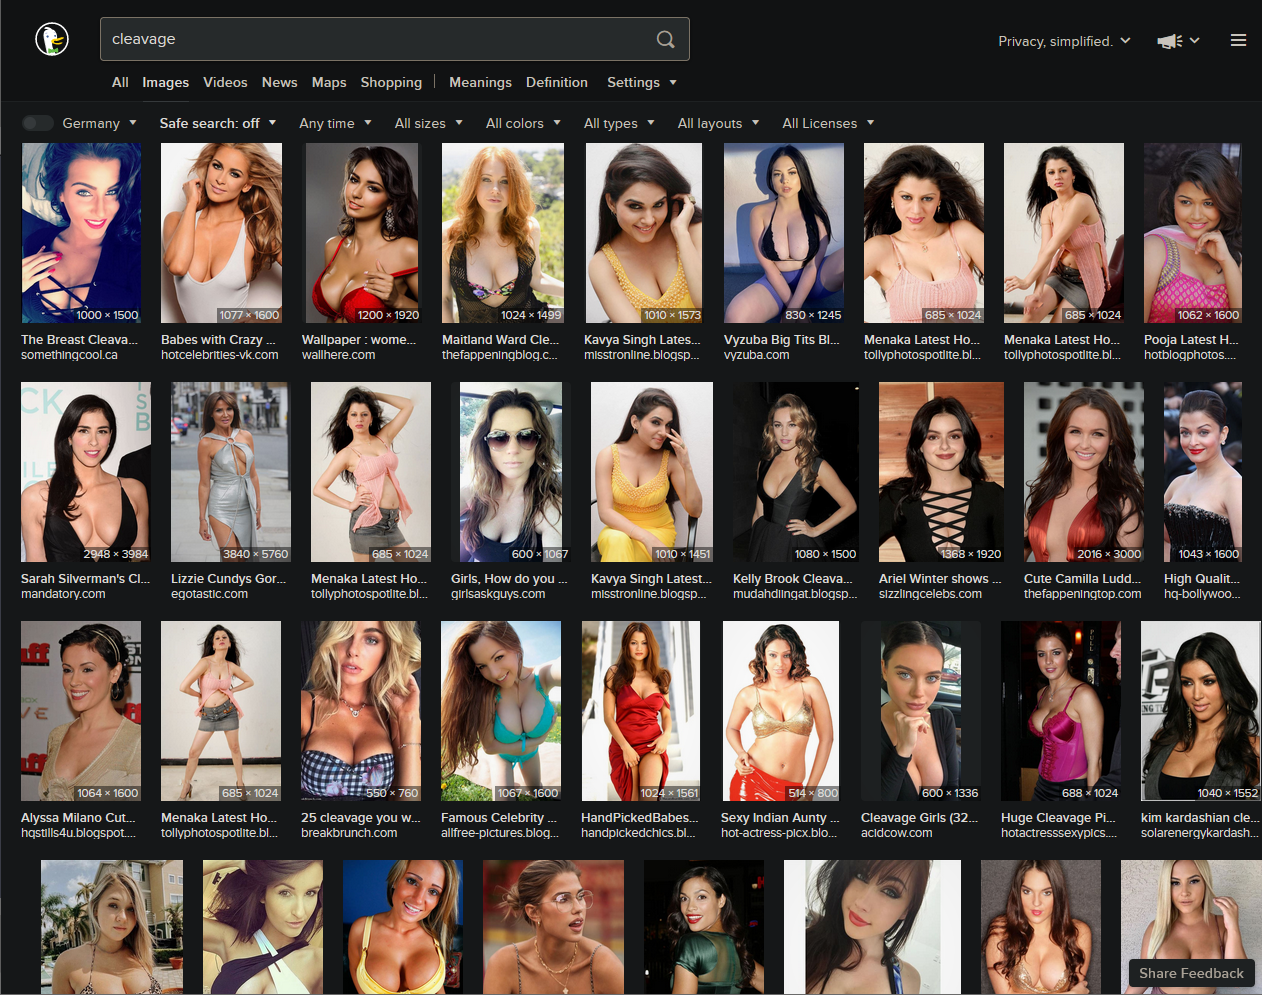 cleavage
Privacy, simplified.
All Images Videos News Maps Shopping Meanings Definition Settings
Germany Safe search: off Any time All sizes All colors All types All layouts All Licenses
1000 × 1500 1077 × 1600 1200 × 1920 1024 × 1499 1010 × 1573 830 × 1245 685 × 1024 685 × 1024 1062 × 1600
The Breast Cleava... Babes with Crazy ... Wallpaper : wome... Maitland Ward Cle... Kavya Singh Lates... Vyzuba Big Tits Bl... Menaka Latest Ho... Menaka Latest Ho... Pooja Latest H...
somethingcool.ca hotcelebrities-vk.com wallhere.com thefappeningblog.c... misstronline.blogsp... vyzuba.com tollyphotospotlite.bl... tollyphotospotlite.bl... hotblogphotos....
2948 × 3984 3840 × 5760 685 × 1024 600 × 1067 1010 × 1451 1080 × 1500 1368 × 1920 2016 × 3000 1043 × 1600
Sarah Silverman's Cl... Lizzie Cundys Gor... Menaka Latest Ho... Girls, How do you ... Kavya Singh Latest... Kelly Brook Cleava... Ariel Winter shows ... Cute Camilla Ludd... High Qualit...
mandatory.com egotastic.com tollyphotospotlite.bl... girlsaskguys.com misstronline.blogsp... mudahdiingat.blogsp... sizzlingcelebs.com thefappeningtop.com hq-bollywoo...
1064 × 1600 685 × 1024 550 × 760 1067 × 1600 1024 × 1561 514 × 800 600 × 1336 688 × 1024 1040 × 1552
Alyssa Milano Cut... Menaka Latest Ho... 25 cleavage you w... Famous Celebrity ... HandPickedBabes... Sexy Indian Aunty ... Cleavage Girls (32... Huge Cleavage Pi... kim kardashian cle...
hqstills4u.blogspot.... tollyphotospotlite.bl... breakbrunch.com allfree-pictures.blog... handpickedchics.bl... hot-actress-picx.blo... acidcow.com hotactresssexypics.... solarenergykardash...
Share Feedback